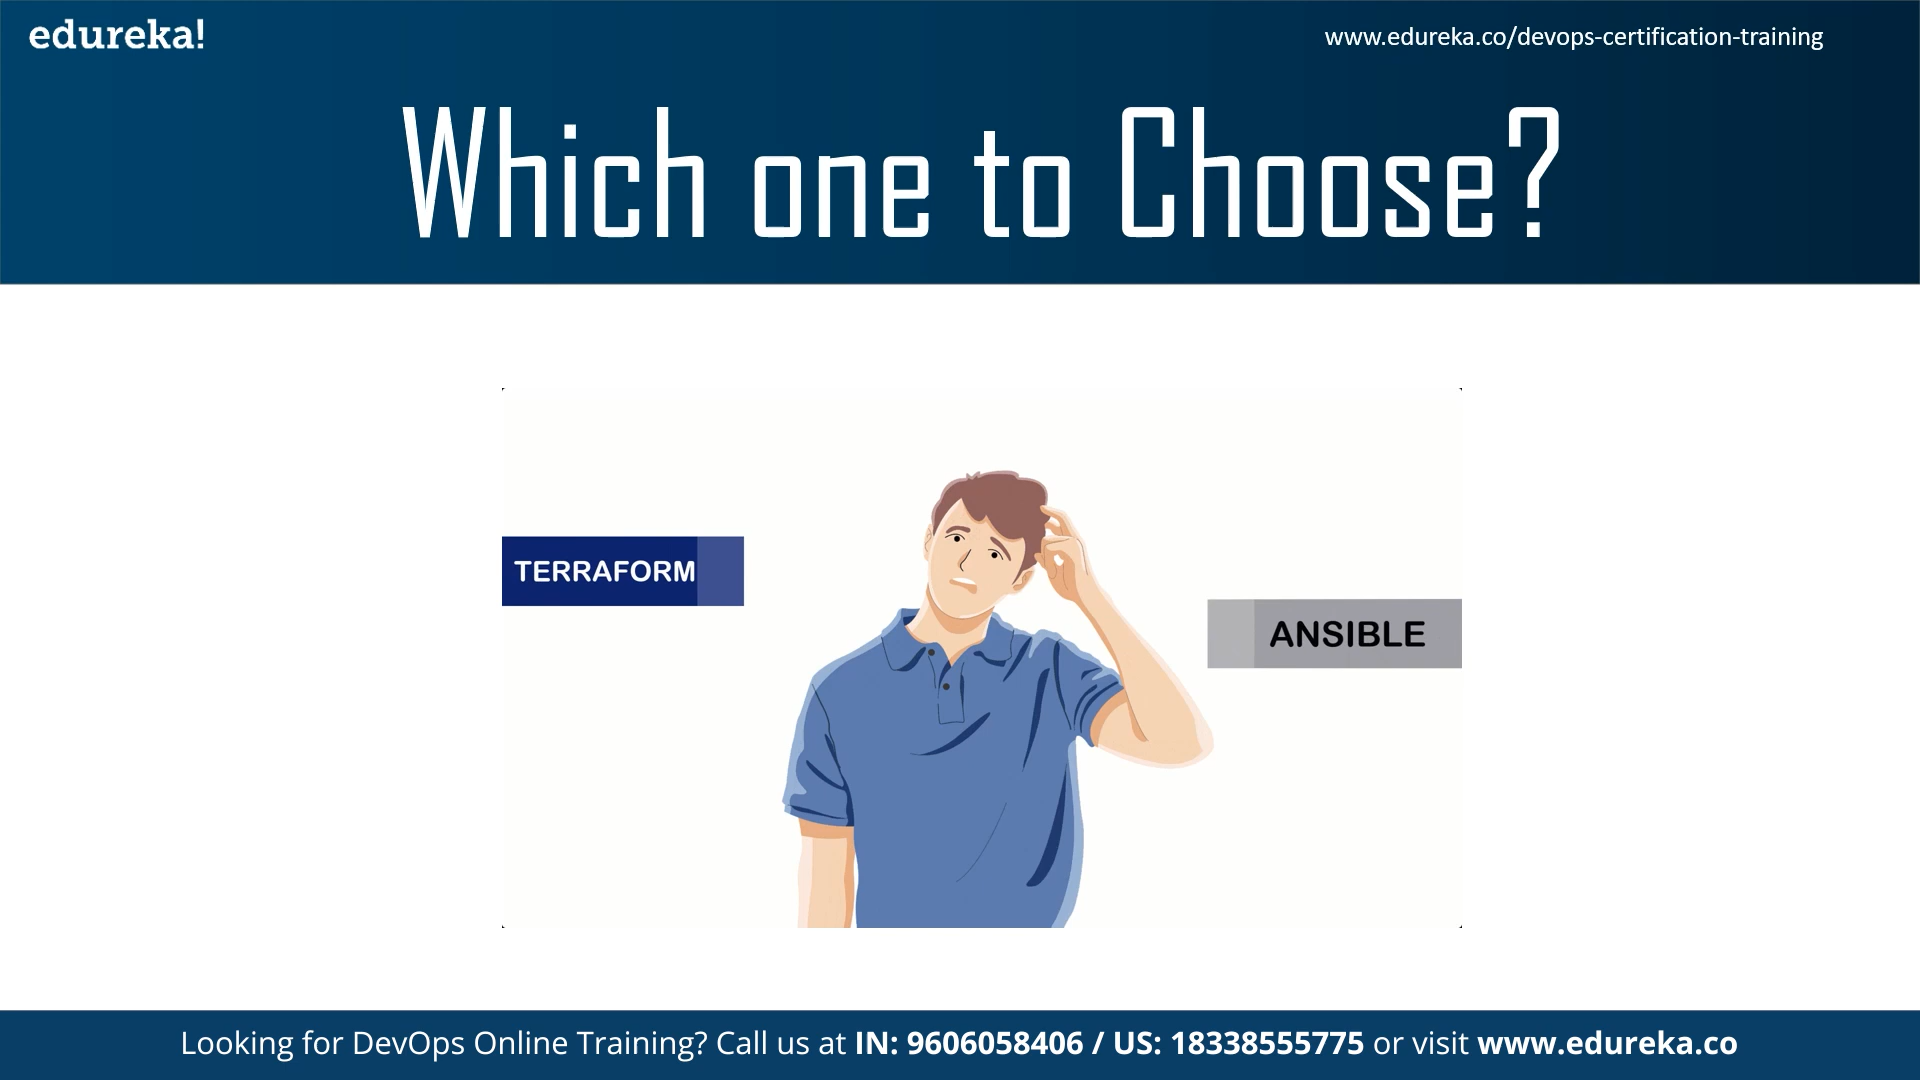 edureka!
www.edureka.co/devops-certification-training
Which one to Choose?
TERRAFORM
ANSIBLE
Looking for DevOps Online Training? Call us at IN: 9606058406 / US: 18338555775 or visit www.edureka.co